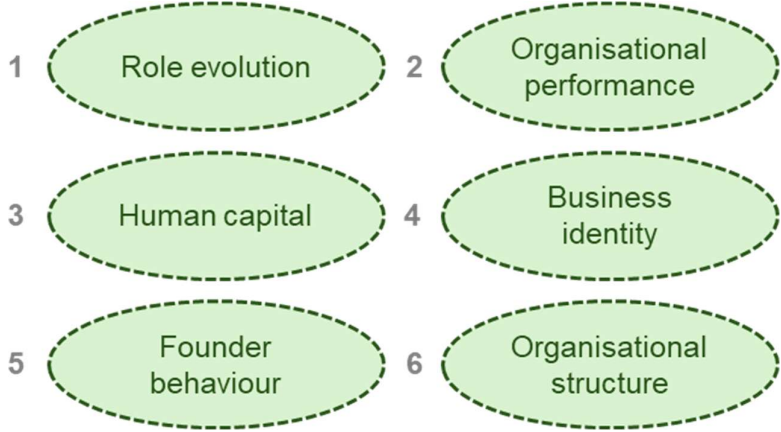 1 Role evolution
2 Organisational
performance
3 Human capital
4 Business
identity
5 Founder
behaviour
6 Organisational
structure